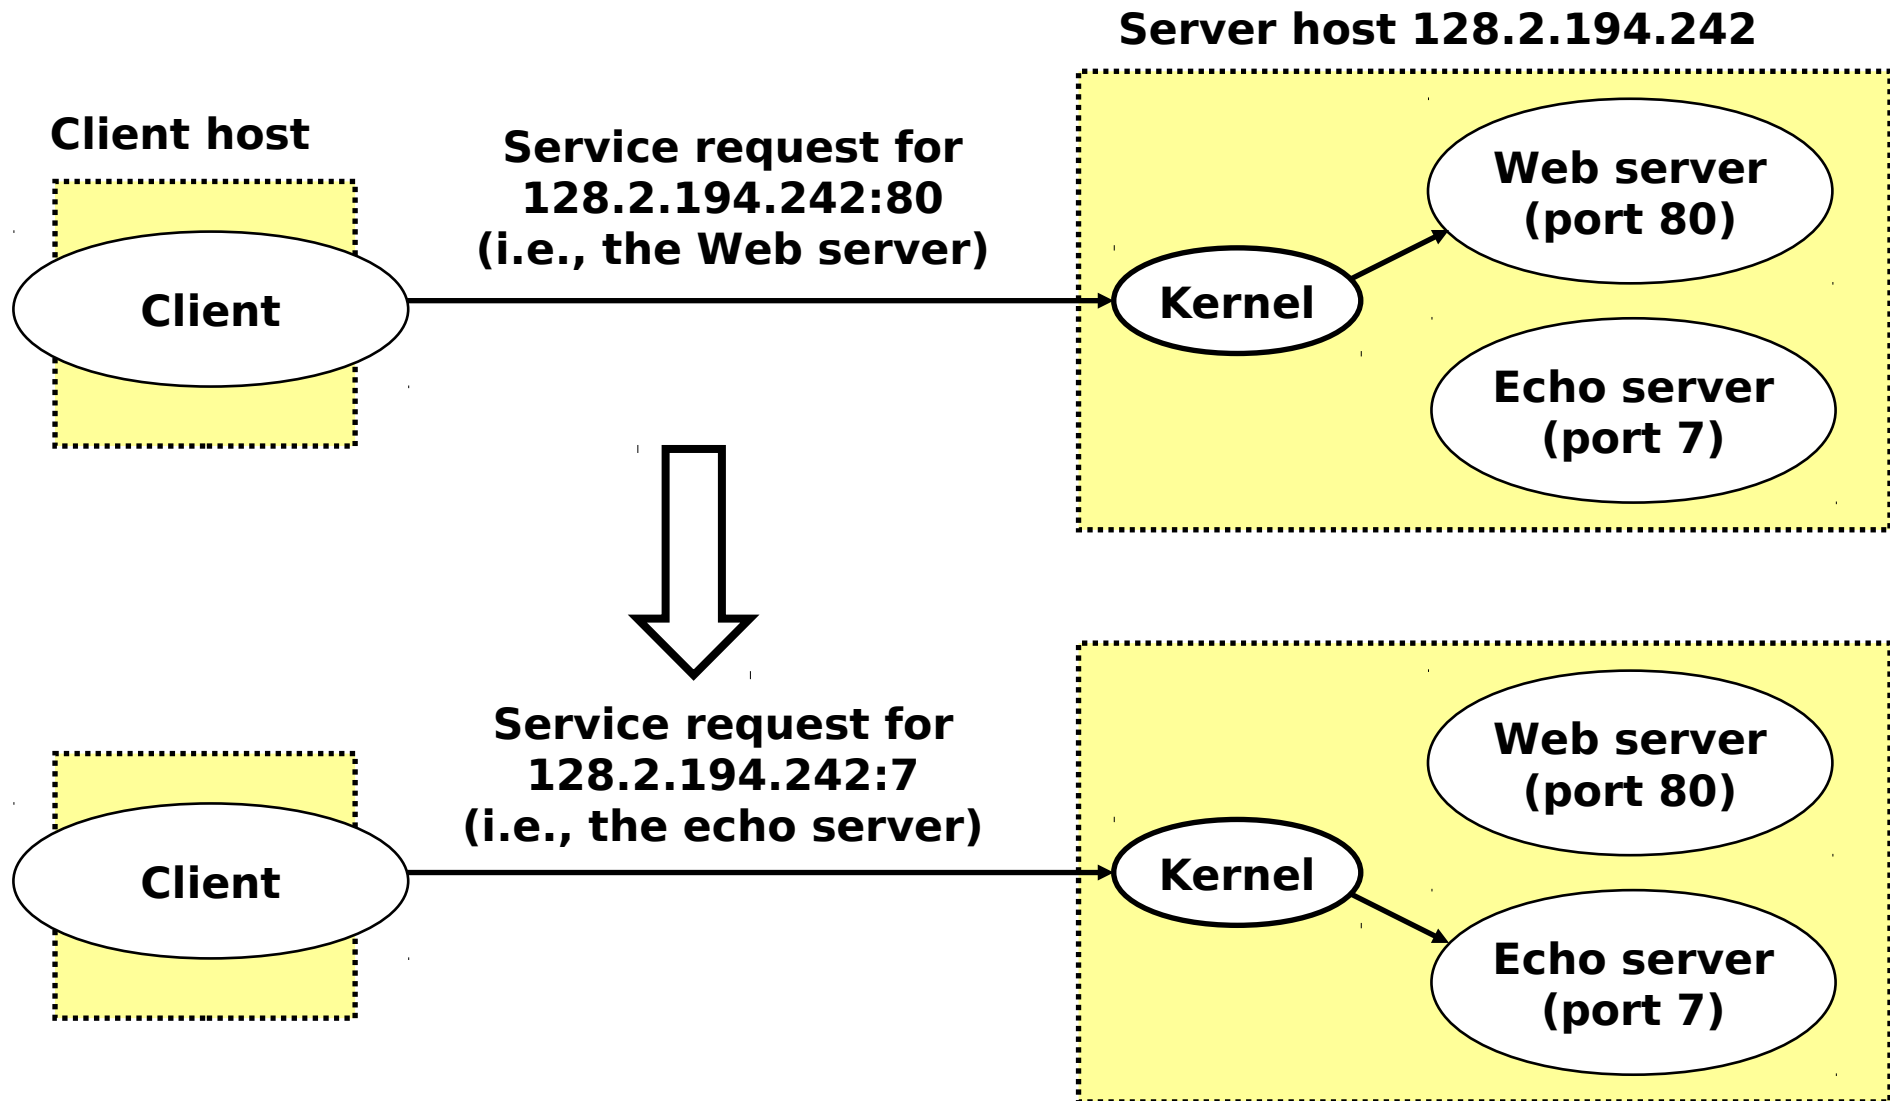 Server host 128.2.194.242
Client host
Service request for
128.2.194.242:80
(i.e., the Web server)
Client
Kernel
Web server
(port 80)
Echo server
(port 7)
Service request for
128.2.194.242:7
(i.e., the echo server)
Client
Kernel
Web server
(port 80)
Echo server
(port 7)